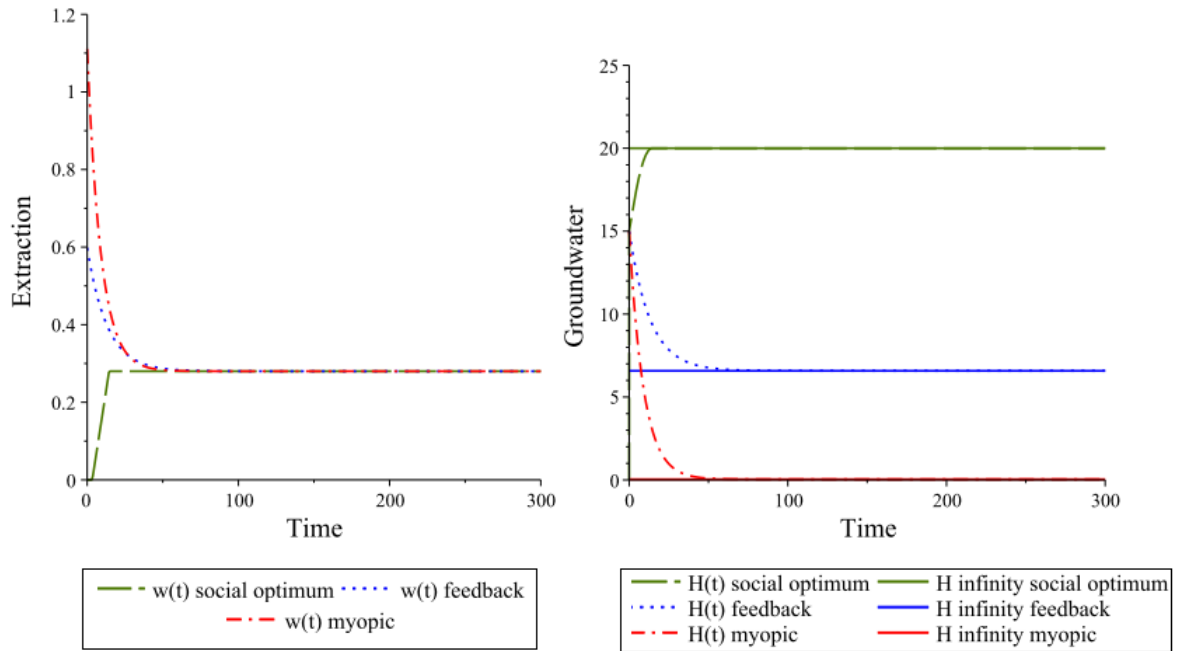 1.2
1
0.8
0.6
0.4
0.2
0
0
100
200
300
Extraction
Time
w(t) social optimum
w(t) feedback
w(t) myopic
25
20
15
10
5
0
0
100
200
300
Groundwater
Time
H(t) social optimum
H infinity social optimum
H(t) feedback
H infinity feedback
H(t) myopic
H infinity myopic